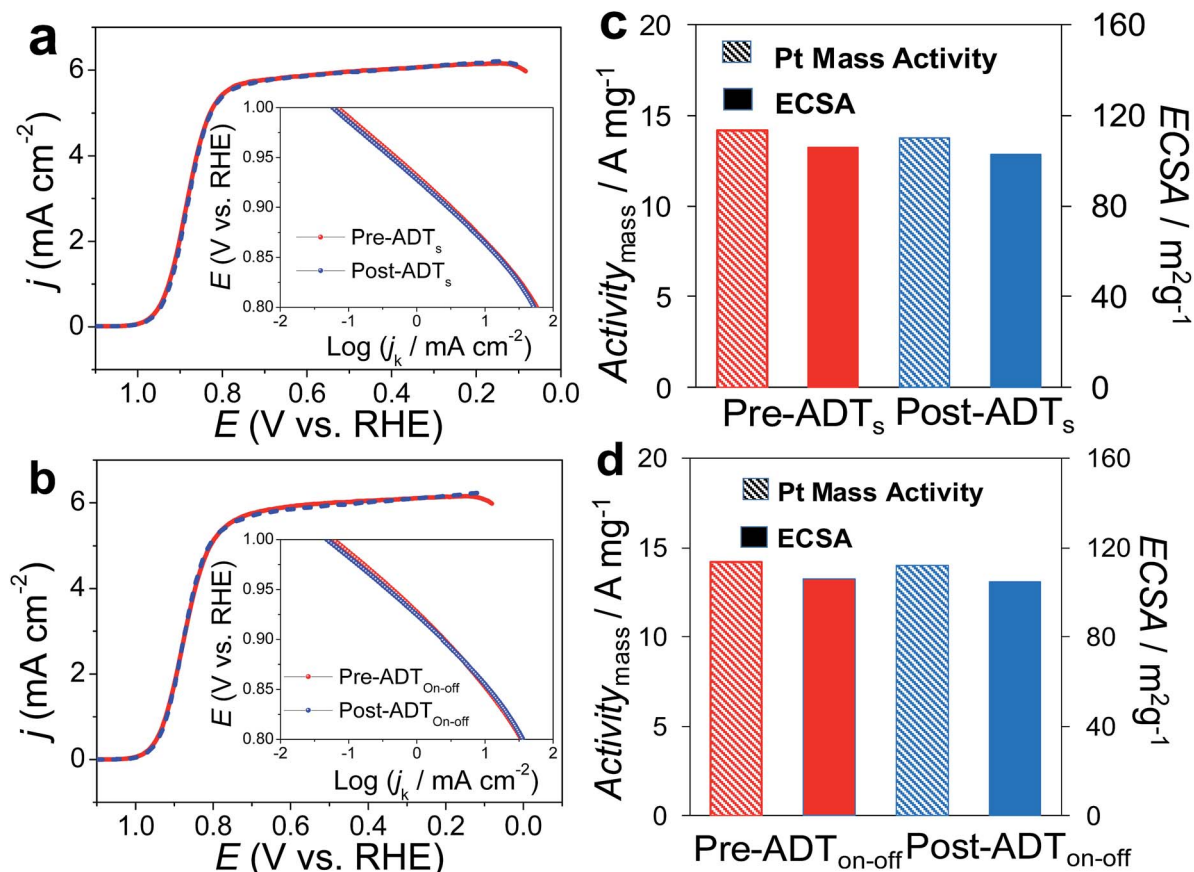 a
j (mA cm-2)
6
4
2
0
1.0 0.8 0.6 0.4 0.2 0.0
E (V vs. RHE)
E (V vs. RHE)
1.00
0.95
0.90
0.85
0.80
Pre-ADTs
Post-ADTs
-2 -1 0 1 2
Log (jk / mA cm-2)
c
Activitymass / A mg-1
20
15
10
5
0
Pt Mass Activity
ECSA
160
120
80
40
0
ECSA / m2g-1
Pre-ADTs Post-ADTs
b
j (mA cm-2)
6
4
2
0
1.0 0.8 0.6 0.4 0.2 0.0
E (V vs. RHE)
E (V vs. RHE)
1.00
0.95
0.90
0.85
0.80
Pre-ADTOn-off
Post-ADTOn-off
-2 -1 0 1 2
Log (jk / mA cm-2)
d
Activitymass / A mg-1
20
15
10
5
0
Pt Mass Activity
ECSA
160
120
80
40
0
ECSA / m2g-1
Pre-ADTon-off Post-ADTon-off